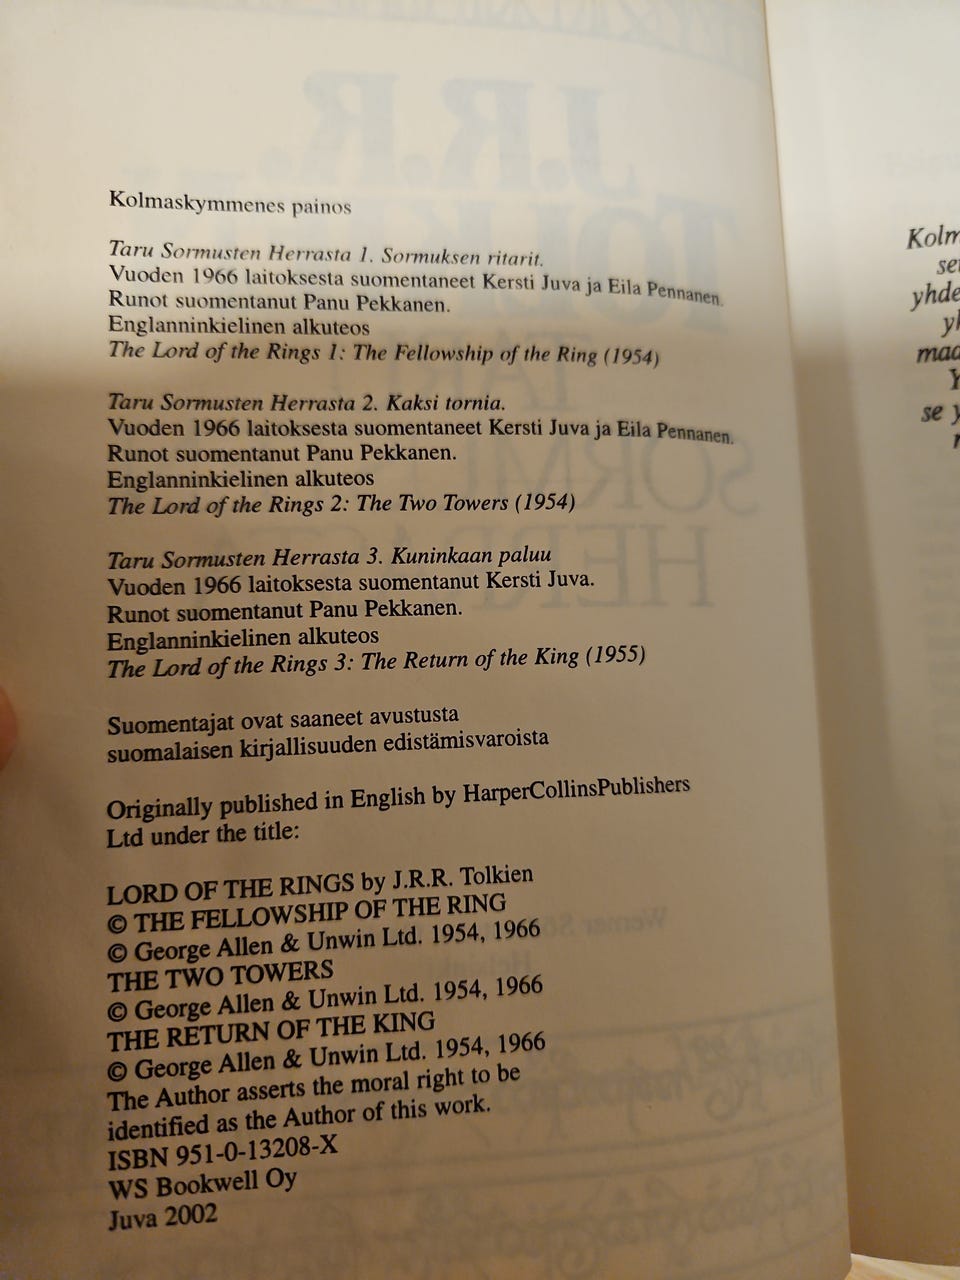 Kolmaskymmenes painos
Taru Sormusten Herrasta 1. Sormuksen ritarit.
Vuoden 1966 laitoksesta suomentaneet Kersti Juva ja Eila Pennanen.
Runot suomentanut Panu Pekkanen.
Englanninkielinen alkuteos
The Lord of the Rings 1: The Fellowship of the Ring (1954)
Taru Sormusten Herrasta 2. Kaksi tornia.
Vuoden 1966 laitoksesta suomentaneet Kersti Juva ja Eila Pennanen.
Runot suomentanut Panu Pekkanen.
Englanninkielinen alkuteos
The Lord of the Rings 2: The Two Towers (1954)
Taru Sormusten Herrasta 3. Kuninkaan paluu
Vuoden 1966 laitoksesta suomentanut Kersti Juva.
Runot suomentanut Panu Pekkanen.
Englanninkielinen alkuteos
The Lord of the Rings 3: The Return of the King (1955)
Suomentajat ovat saaneet avustusta
suomalaisen kirjallisuuden edistämisvaroista
Originally published in English by HarperCollinsPublishers
Ltd under the title:
LORD OF THE RINGS by J.R.R. Tolkien
© THE FELLOWSHIP OF THE RING
© George Allen & Unwin Ltd. 1954, 1966
THE TWO TOWERS
© George Allen & Unwin Ltd. 1954, 1966
THE RETURN OF THE KING
© George Allen & Unwin Ltd. 1954, 1966
The Author asserts the moral right to be
identified as the Author of this work.
ISBN 951-0-13208-X
WS Bookwell Oy
Juva 2002